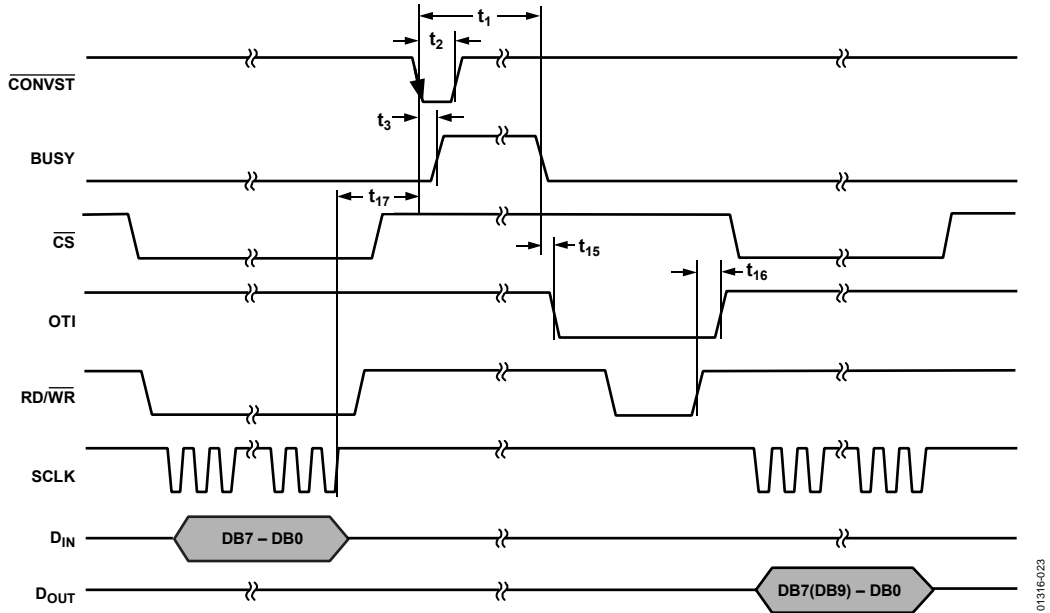 t1
t2
CONVST
t3
BUSY
t17
CS
t15
t16
OTI
RD/WR
SCLK
DIN
DB7 – DB0
DOUT
DB7(DB9) – DB0
01316-023